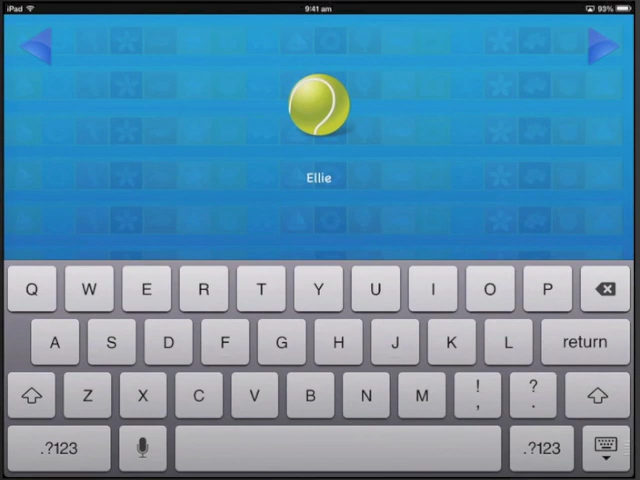 iPad 9:41 am 93%
Ellie
Q W E R T Y U I O P
A S D F G H J K L return
Z X C V B N M ! , ? .
.?123 .?123